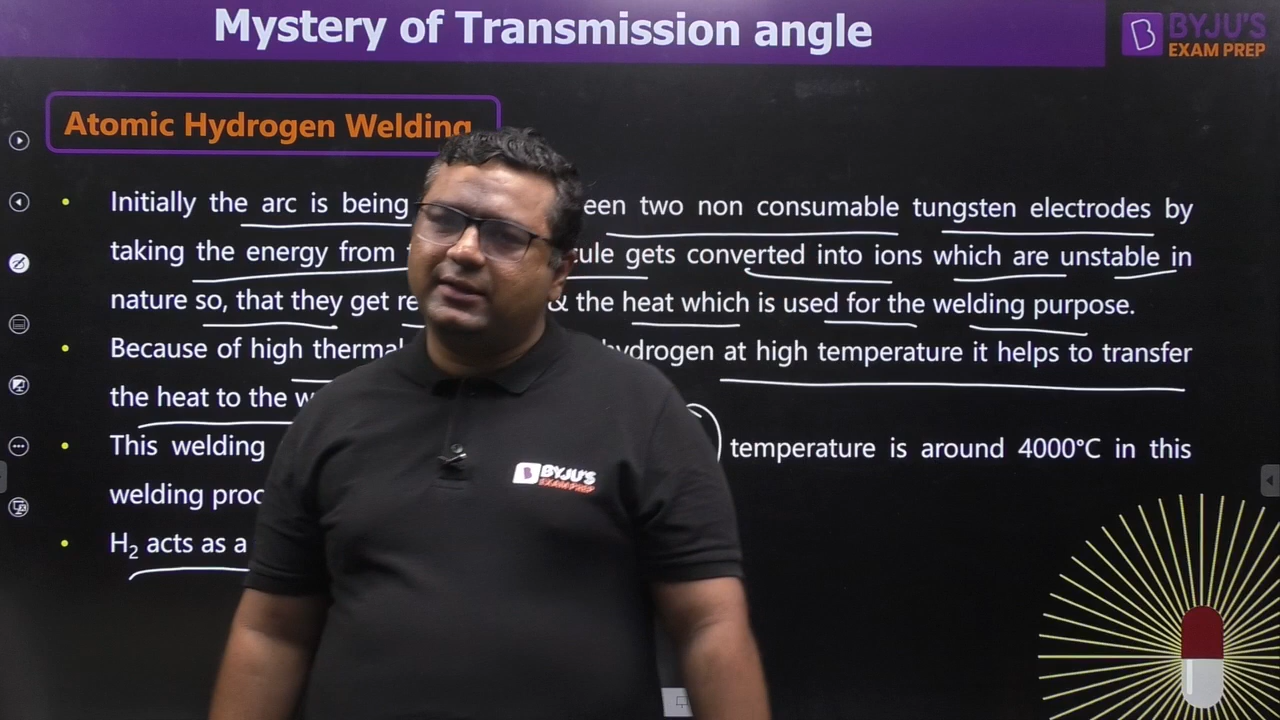 Mystery of Transmission angle
BYJU'S
EXAM PREP
Atomic Hydrogen Welding
Initially the arc is being two non consumable tungsten electrodes by
taking the energy from gets converted into ions which are unstable in
nature so, that they get & the heat which is used for the welding purpose.
Because of high thermal hydrogen at high temperature it helps to transfer
the heat to the
This welding temperature is around 4000°C in this
welding
H₂ acts as a
BYJU'S
EXAM PREP